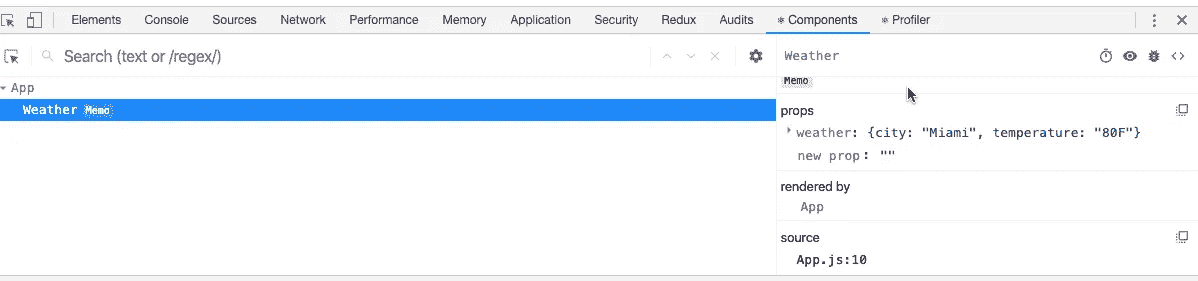 Elements Console Sources Network Performance Memory Application Security Redux Audits Components Profiler
Search (text or /regex/)
App
Weather Memo
Weather
Memo
props
weather: {city: "Miami", temperature: "80F"}
new prop: ""
rendered by
App
source
App.js:10